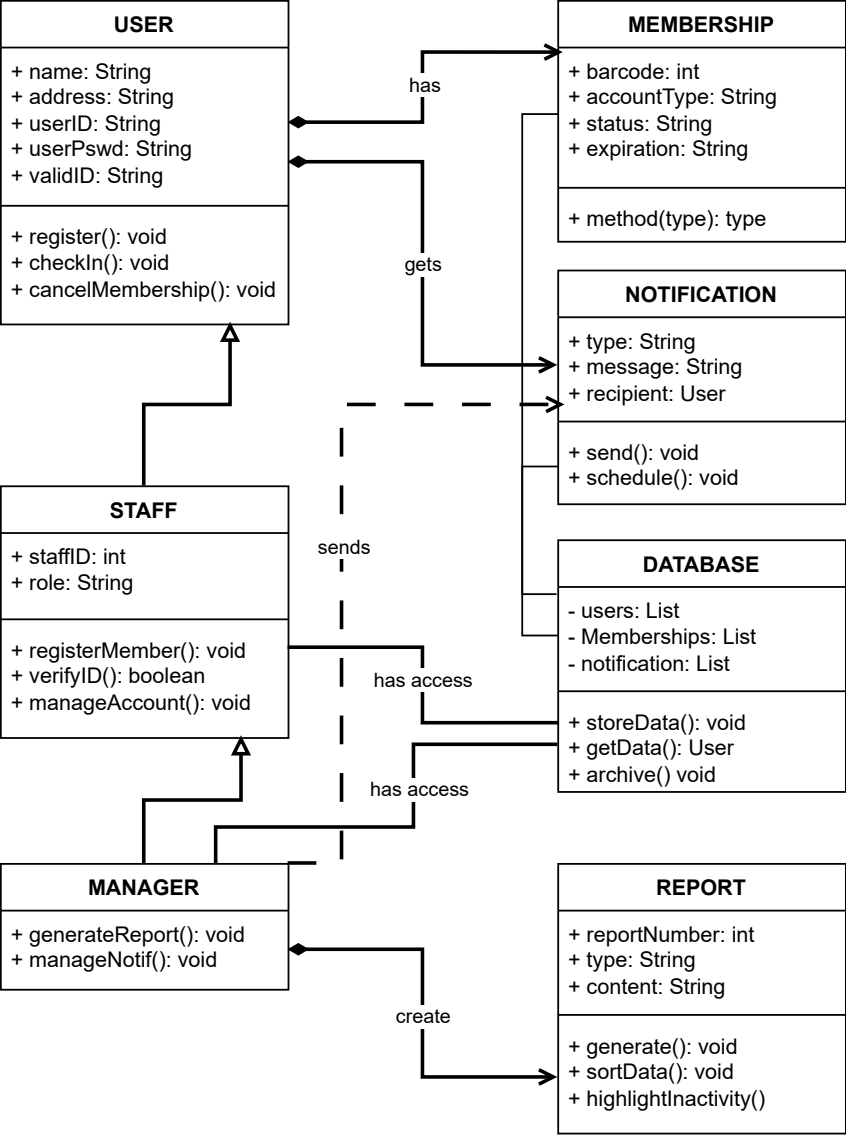 USER
+ name: String
+ address: String
+ userID: String
+ userPswd: String
+ validID: String
+ register(): void
+ checkIn(): void
+ cancelMembership(): void
has
gets
MEMBERSHIP
+ barcode: int
+ accountType: String
+ status: String
+ expiration: String
+ method(type): type
NOTIFICATION
+ type: String
+ message: String
+ recipient: User
+ send(): void
+ schedule(): void
STAFF
+ staffID: int
+ role: String
+ registerMember(): void
+ verifyID(): boolean
+ manageAccount(): void
sends
has access
has access
DATABASE
- users: List
- Memberships: List
- notification: List
+ storeData(): void
+ getData(): User
+ archive() void
MANAGER
+ generateReport(): void
+ manageNotif(): void
create
REPORT
+ reportNumber: int
+ type: String
+ content: String
+ generate(): void
+ sortData(): void
+ highlightInactivity()